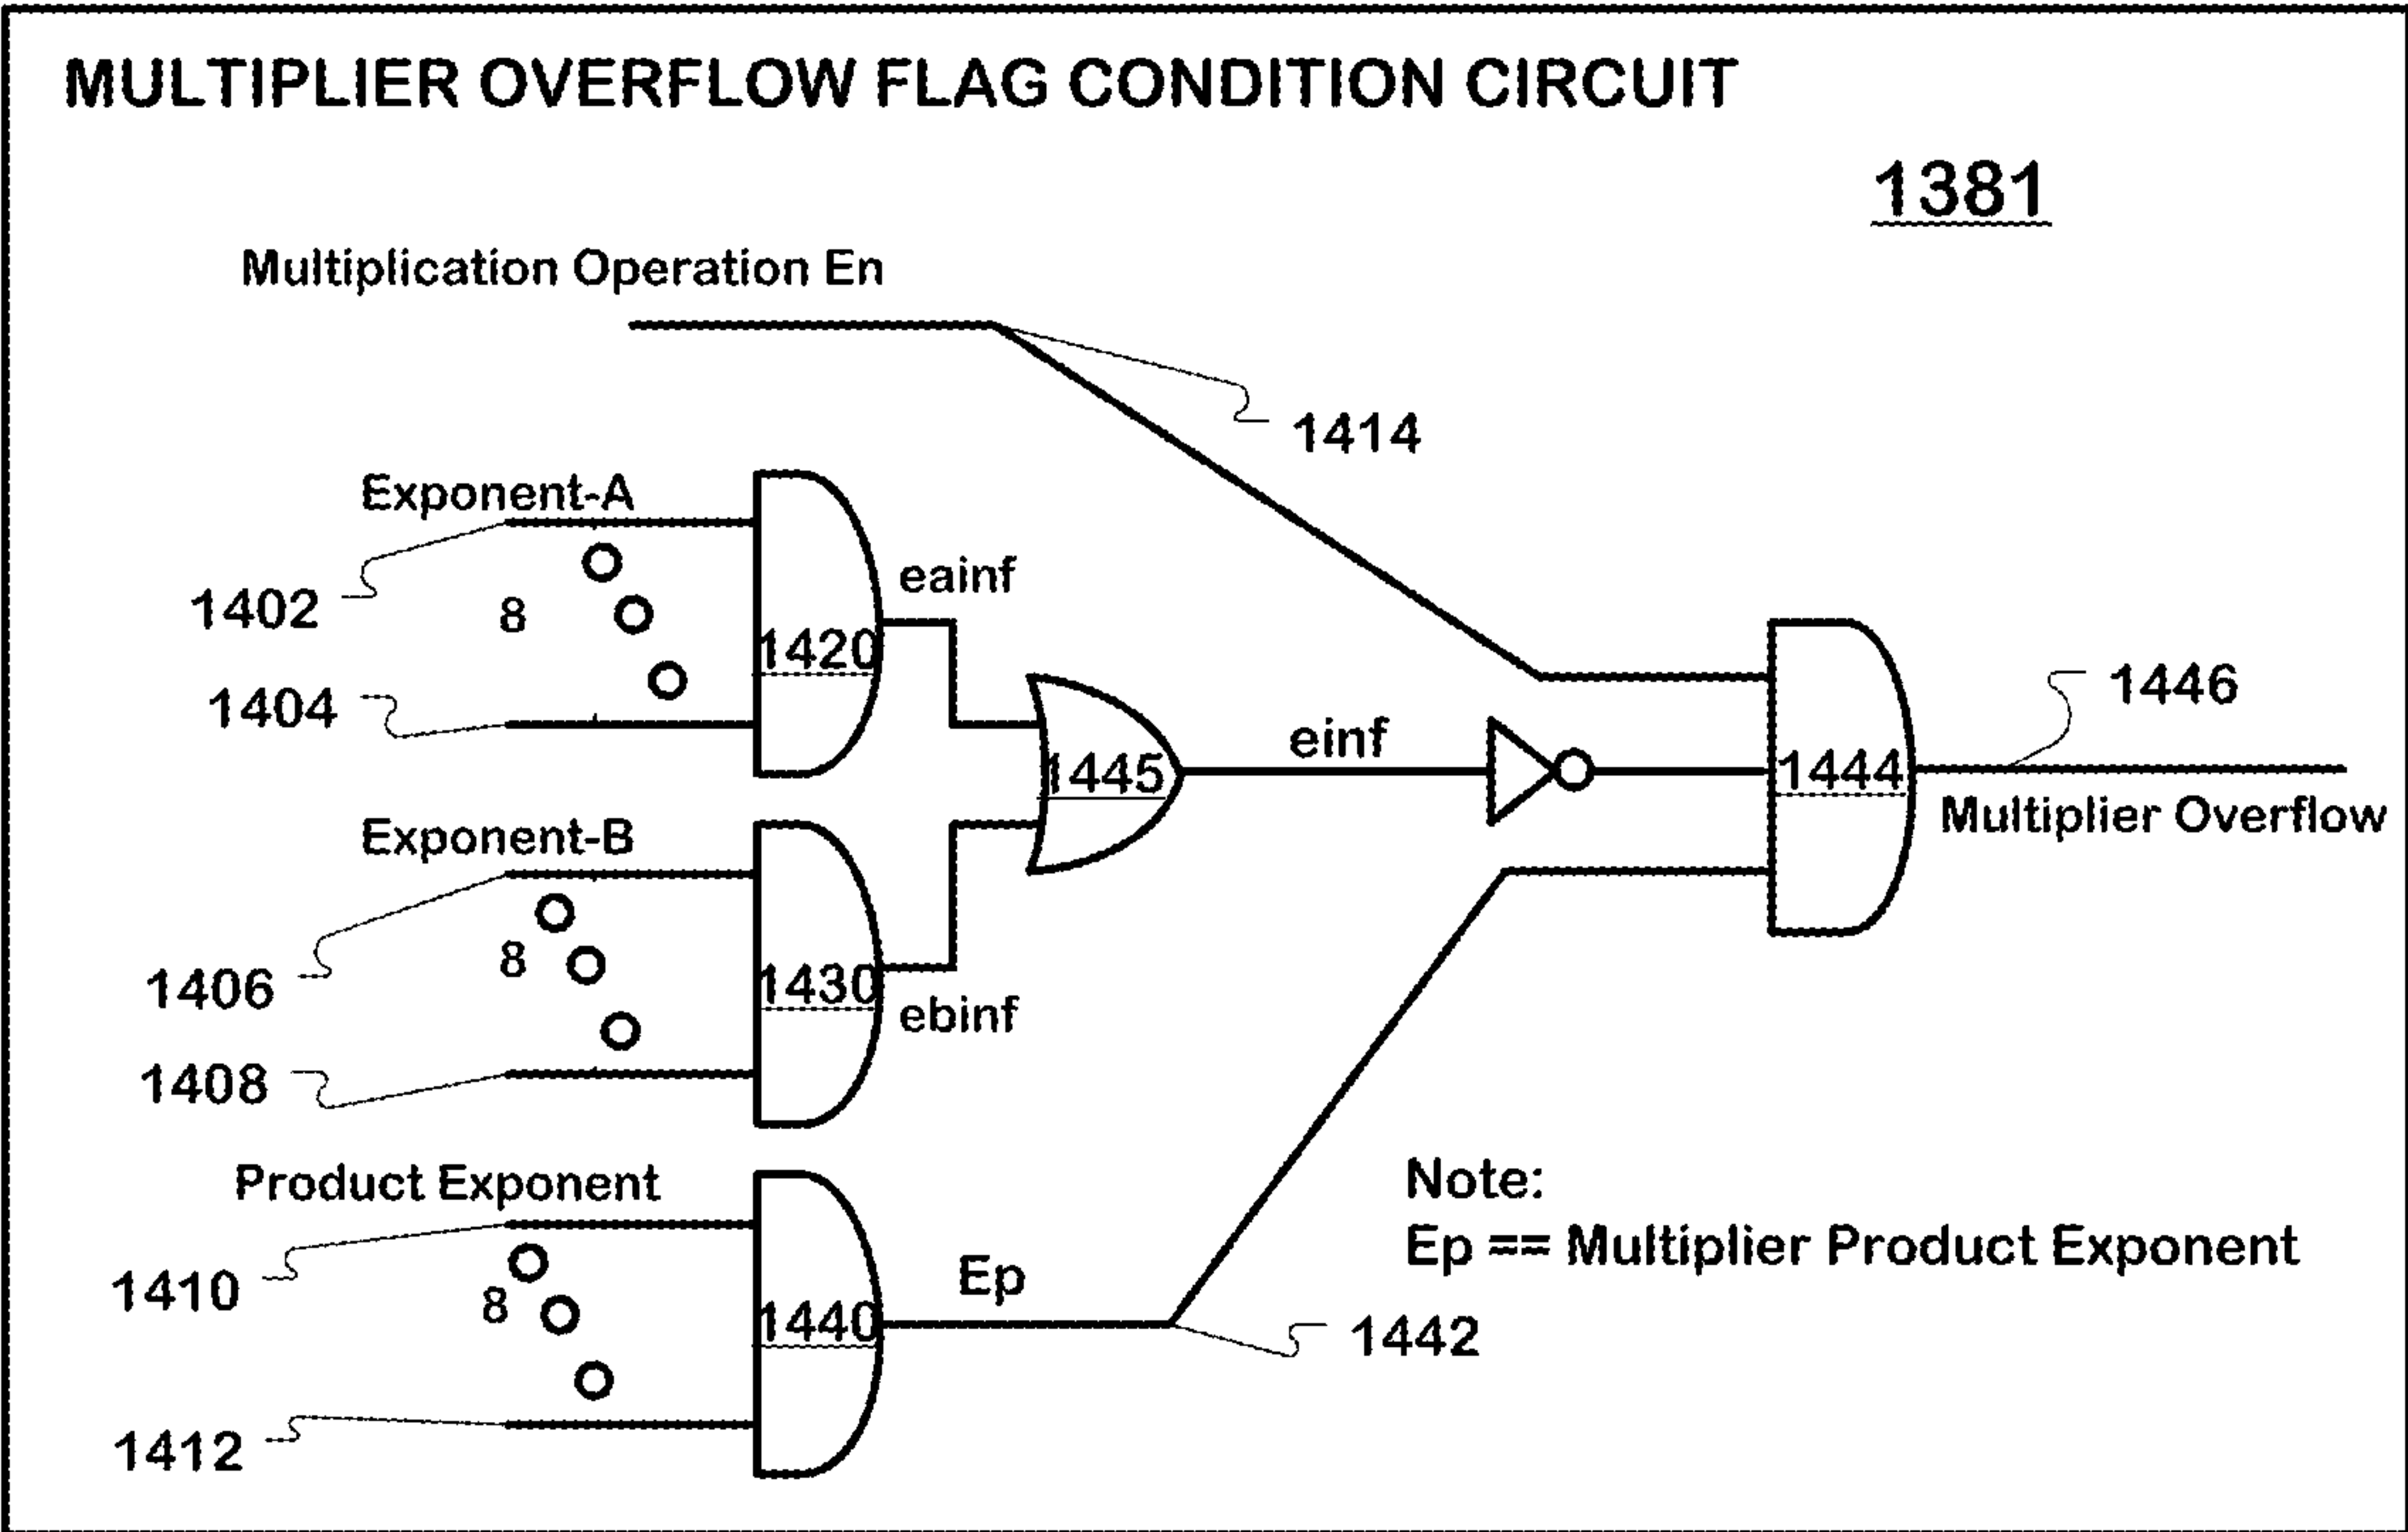 MULTIPLIER OVERFLOW FLAG CONDITION CIRCUIT
1381
Multiplication Operation En
1414
Exponent-A
1402
8
1404
1420
eainf
1445
einf
1444
1446
Multiplier Overflow
Exponent-B
1406
8
1408
1430
ebinf
Product Exponent
1410
8
1412
1440
Ep
1442
Note:
Ep == Multiplier Product Exponent